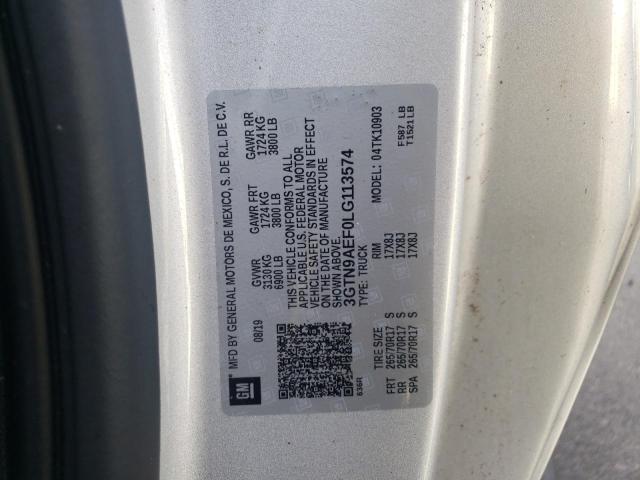 MFD BY GENERAL MOTORS DE MEXICO, S. DE R.L. DE C.V.
GM
08/19 GVWR GAWR FRT GAWR RR
3130 KG 1724 KG 1724 KG
6900 LB 3800 LB 3800 LB
THIS VEHICLE CONFORMS TO ALL
APPLICABLE U.S. FEDERAL MOTOR
VEHICLE SAFETY STANDARDS IN EFFECT
ON THE DATE OF MANUFACTURE
SHOWN ABOVE.
3GTN9AEF0LG113574
TYPE: TRUCK
836R
MODEL: 04TK10903
TIRE SIZE RIM
FRT 265/70R17 S 17X8J
RR 265/70R17 S 17X8J F587 LB
SPA 265/70R17 S 17X8J T1521LB